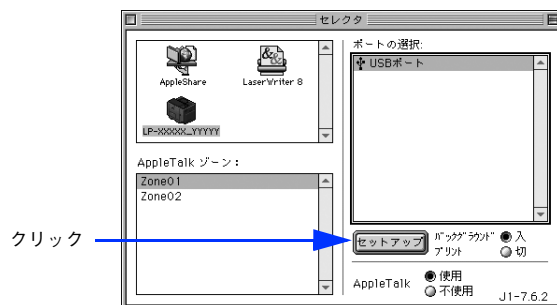 セレクタ
AppleShare
LaserWriter 8
LP-XXXXX_YYYYY
AppleTalk ゾーン：
Zone01
Zone02
ポートの選択:
USBポート
クリック
セットアップ
バックグラウンド
プリント
入
切
AppleTalk
使用
不使用
J1-7.6.2